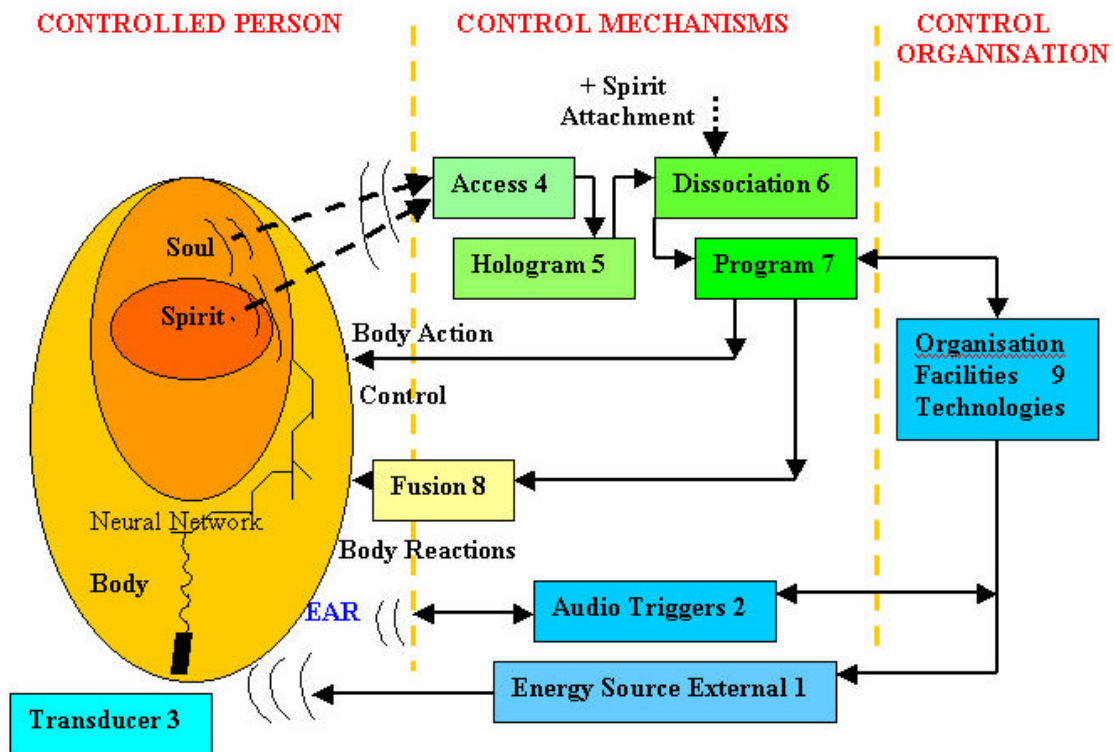 CONTROLLED PERSON
CONTROL MECHANISMS
CONTROL
ORGANISATION
+ Spirit
Attachment
Access 4
Dissociation 6
Soul
Hologram 5
Program 7
Spirit
Body Action
Organisation
Facilities 9
Technologies
Control
Fusion 8
Neural Network
Body Reactions
Body
EAR
Audio Triggers 2
Energy Source External 1
Transducer 3